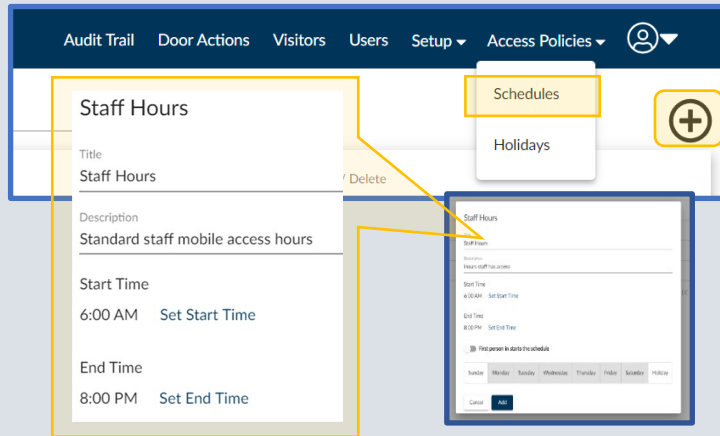 Audit Trail Door Actions Visitors Users Setup Access Policies
Schedules
Holidays
/ Delete
Staff Hours
Title
Staff Hours
Description
Standard staff mobile access hours
Start Time
6:00 AM Set Start Time
End Time
8:00 PM Set End Time
Staff Hours
Title
Staff Hours
Description
Hours staff has access
Start Time
6:00 AM Set Start Time
End Time
8:00 PM Set End Time
First person in starts the schedule
Sunday Monday Tuesday Wednesday Thursday Friday Saturday Holiday
Cancel Add